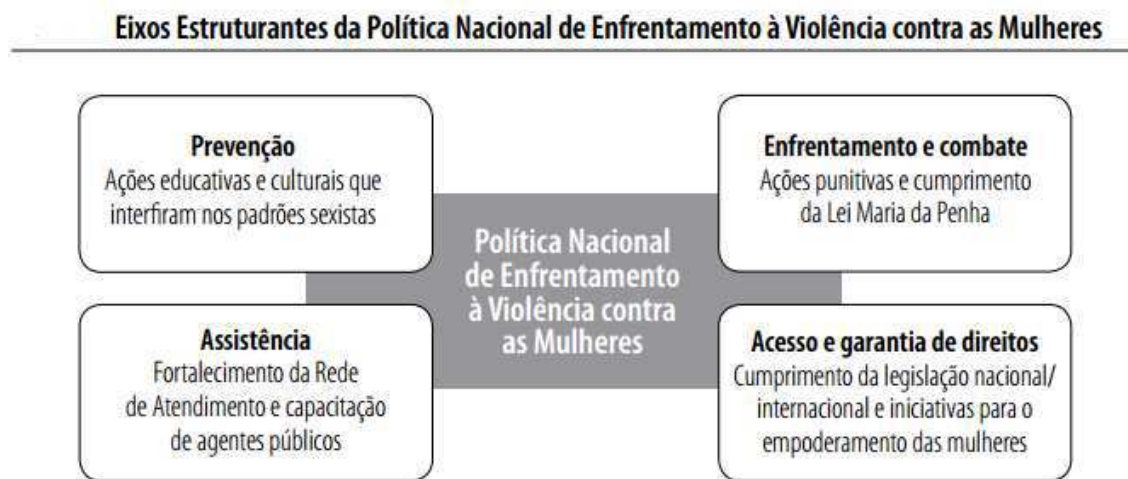 Eixos Estruturantes da Política Nacional de Enfrentamento à Violência contra as Mulheres
Prevenção
Ações educativas e culturais que
interfiram nos padrões sexistas
Enfrentamento e combate
Ações punitivas e cumprimento
da Lei Maria da Penha
Política Nacional
de Enfrentamento
à Violência contra
as Mulheres
Assistência
Fortalecimento da Rede
de Atendimento e capacitação
de agentes públicos
Acesso e garantia de direitos
Cumprimento da legislação nacional/
internacional e iniciativas para o
empoderamento das mulheres